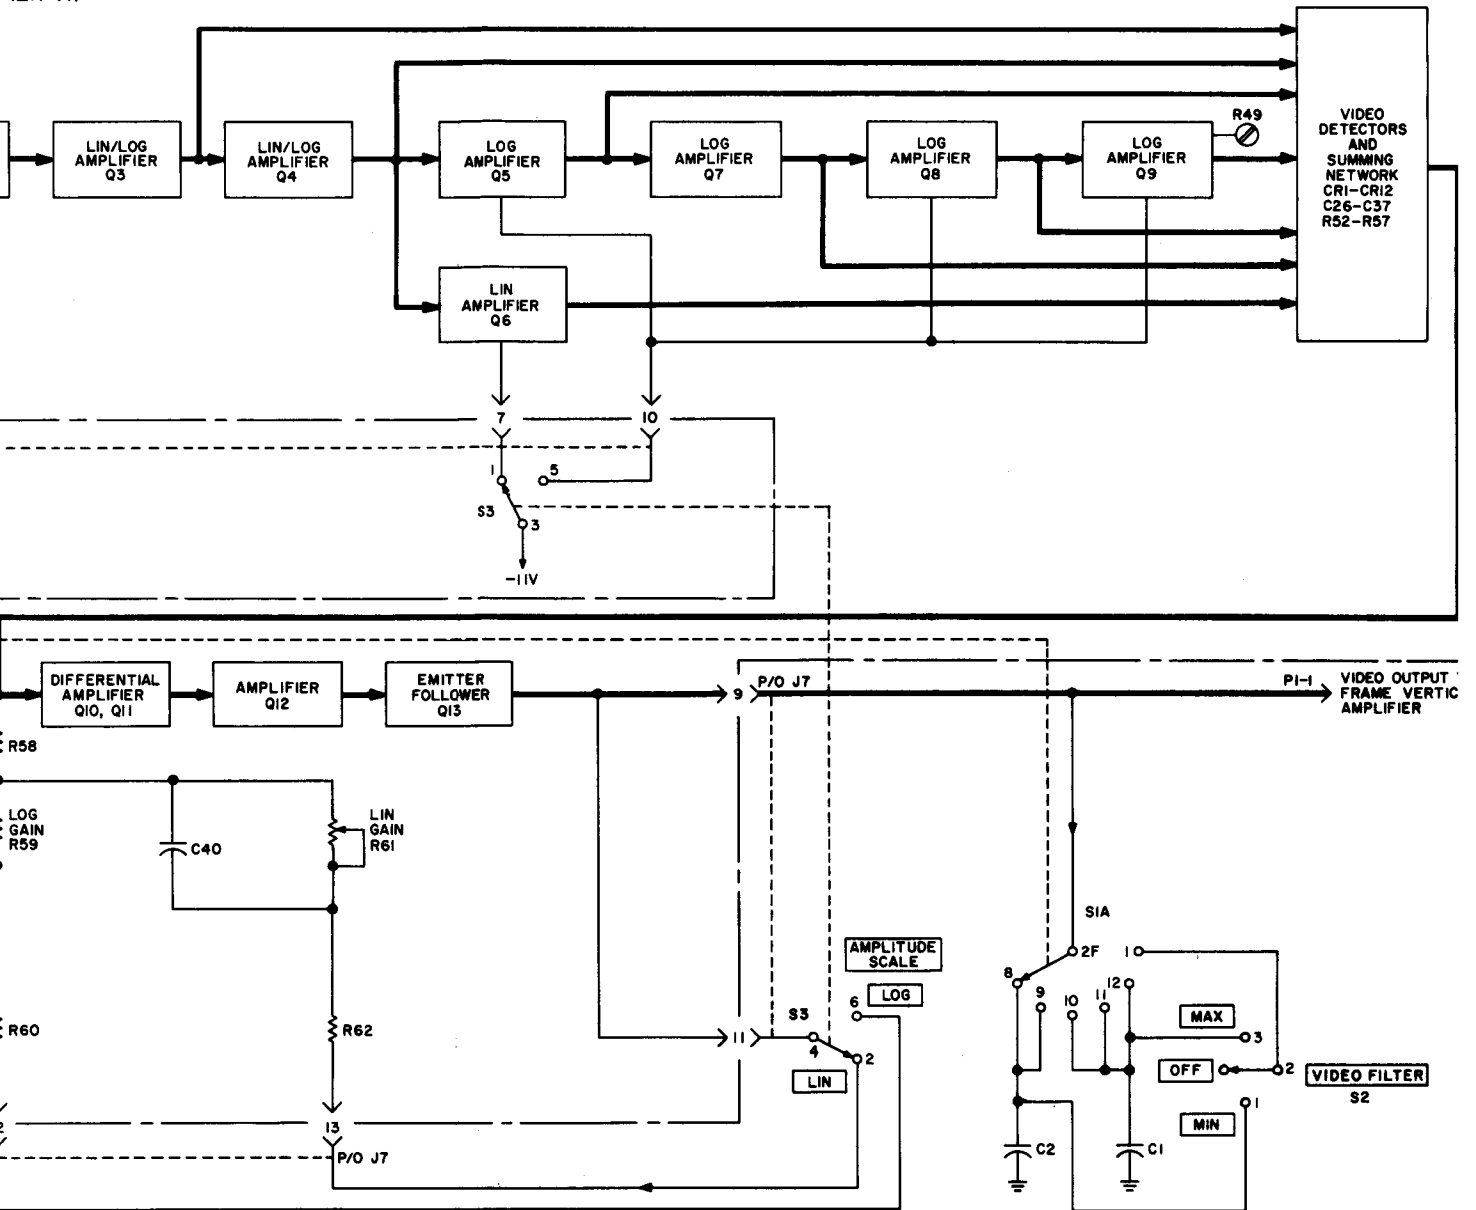 R49
LIN/LOG
AMPLIFIER
Q3
LIN/LOG
AMPLIFIER
Q4
LOG
AMPLIFIER
Q5
LOG
AMPLIFIER
Q7
LOG
AMPLIFIER
Q8
LOG
AMPLIFIER
Q9
VIDEO
DETECTORS
AND
SUMMING
NETWORK
CR1-CR12
C26-C37
R52-R57
LIN
AMPLIFIER
Q6
7
10
1
5
S3
3
-11V
DIFFERENTIAL
AMPLIFIER
Q10, Q11
AMPLIFIER
Q12
EMITTER
FOLLOWER
Q13
9
P/O J7
P1-1
VIDEO OUTPUT
FRAME VERTIC
AMPLIFIER
R58
LOG
GAIN
R59
C40
LIN
GAIN
R61
S1A
AMPLITUDE
SCALE
2F
1
8
9
10
11
12
6
LOG
R60
R62
11
S3
4
2
LIN
MAX
3
OFF
2
VIDEO FILTER
S2
1
MIN
2
13
P/O J7
C2
C1